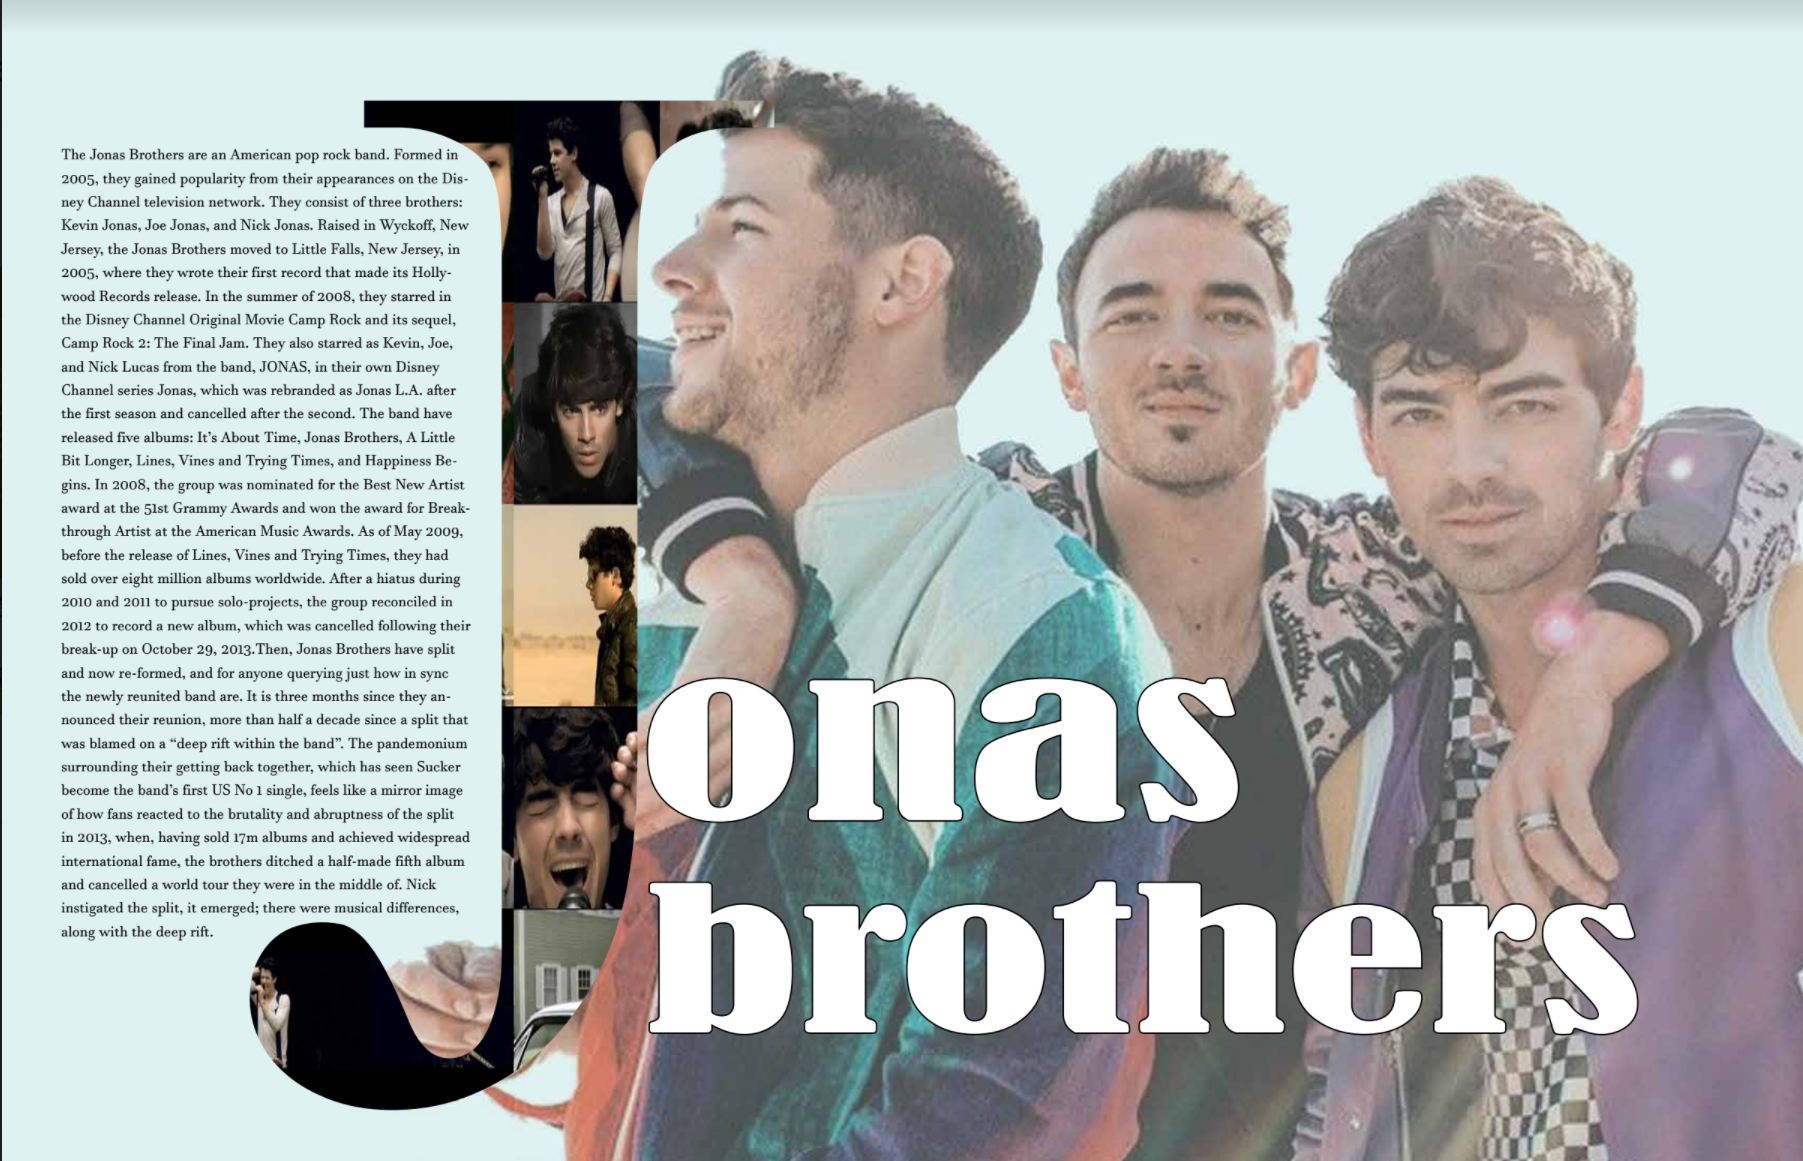 The Jonas Brothers are an American pop rock band. Formed in
2005, they gained popularity from their appearances on the Dis-
ney Channel television network. They consist of three brothers:
Kevin Jonas, Joe Jonas, and Nick Jonas. Raised in Wyckoff, New
Jersey, the Jonas Brothers moved to Little Falls, New Jersey, in
2005, where they wrote their first record that made its Holly-
wood Records release. In the summer of 2008, they starred in
the Disney Channel Original Movie Camp Rock and its sequel,
Camp Rock 2: The Final Jam. They also starred as Kevin, Joe,
and Nick Lucas from the band, JONAS, in their own Disney
Channel series Jonas, which was rebranded as Jonas L.A. after
the first season and cancelled after the second. The band have
released five albums: It's About Time, Jonas Brothers, A Little
Bit Longer, Lines, Vines and Trying Times, and Happiness Be-
gins. In 2008, the group was nominated for the Best New Artist
award at the 51st Grammy Awards and won the award for Break-
through Artist at the American Music Awards. As of May 2009,
before the release of Lines, Vines and Trying Times, they had
sold over eight million albums worldwide. After a hiatus during
2010 and 2011 to pursue solo-projects, the group reconciled in
2012 to record a new album, which was cancelled following their
break-up on October 29, 2013.Then, Jonas Brothers have split
and now re-formed, and for anyone querying just how in sync
the newly reunited band are. It is three months since they an-
nounced their reunion, more than half a decade since a split that
was blamed on a “deep rift within the band”. The pandemonium
surrounding their getting back together, which has seen Sucker
become the band's first US No 1 single, feels like a mirror image
of how fans reacted to the brutality and abruptness of the split
in 2013, when, having sold 17m albums and achieved widespread
international fame, the brothers ditched a half-made fifth album
and cancelled a world tour they were in the middle of. Nick
instigated the split, it emerged; there were musical differences,
along with the deep rift.
Jonas
brothers